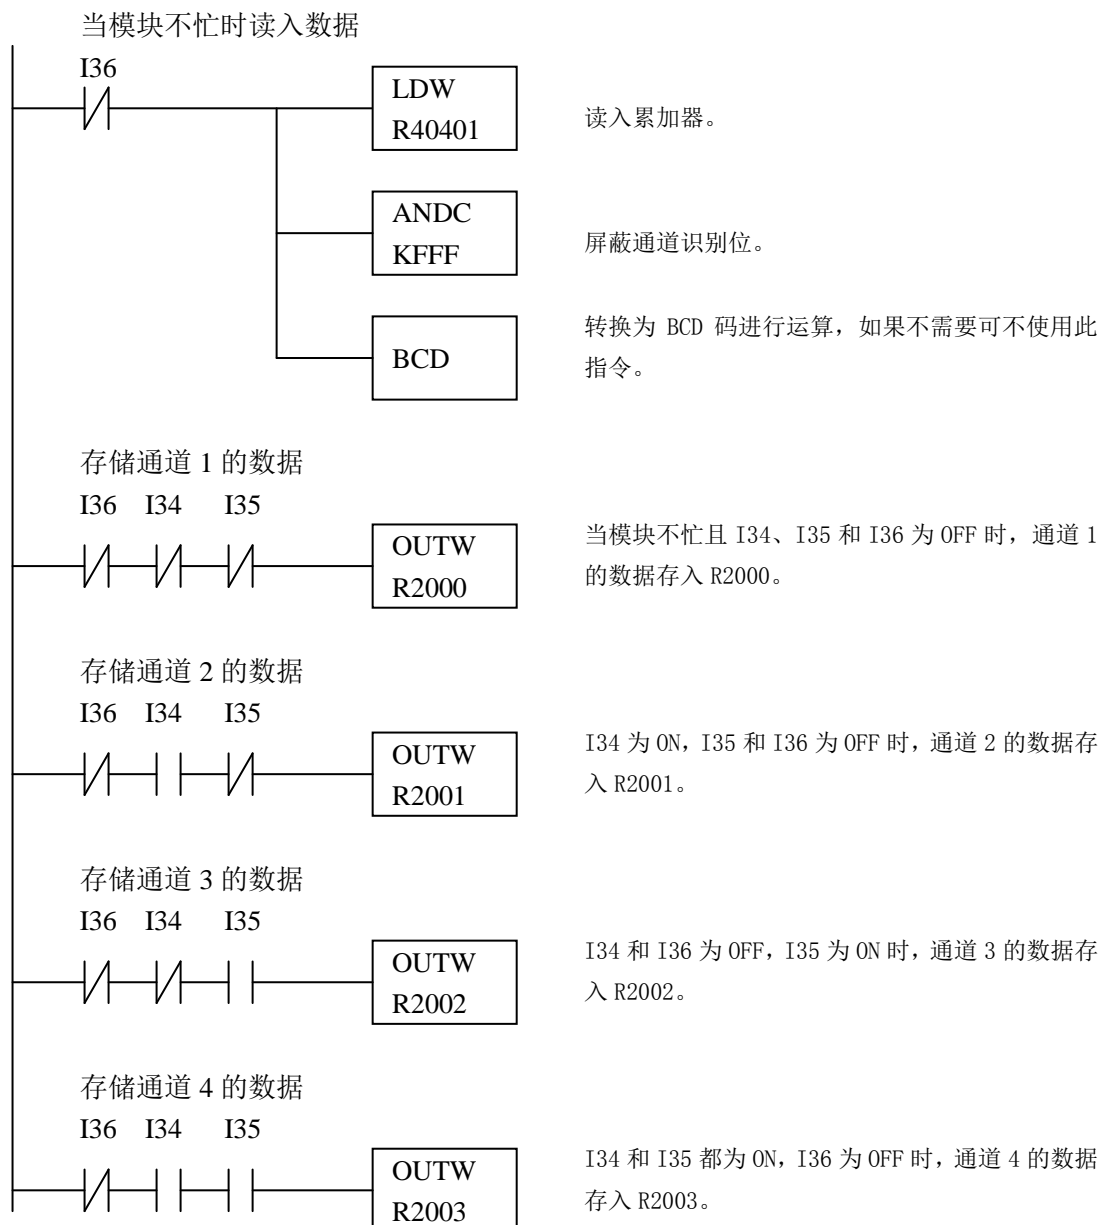 当模块不忙时读入数据
I36
LDW
R40401
读入累加器。
ANDC
KFFF
屏蔽通道识别位。
BCD
转换为 BCD 码进行运算，如果不需要可不使用此
指令。
存储通道 1 的数据
I36 I34 I35
OUTW
R2000
当模块不忙且 I34、I35 和 I36 为 OFF 时，通道 1
的数据存入 R2000。
存储通道 2 的数据
I36 I34 I35
OUTW
R2001
I34 为 ON，I35 和 I36 为 OFF 时，通道 2 的数据存
入 R2001。
存储通道 3 的数据
I36 I34 I35
OUTW
R2002
I34 和 I36 为 OFF，I35 为 ON 时，通道 3 的数据存
入 R2002。
存储通道 4 的数据
I36 I34 I35
OUTW
R2003
I34 和 I35 都为 ON，I36 为 OFF 时，通道 4 的数据
存入 R2003。